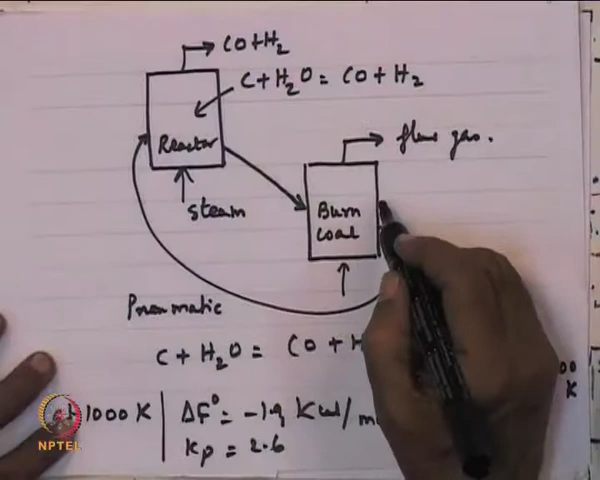 CO+H2
C+H2O = CO+H2
Reactor
flue gas.
steam
Burn
coal
Pneumatic
C + H2O = CO + H
1000 K
ΔF° = -1.9 Kcal/m
Kp = 2.6
00
K
NPTEL